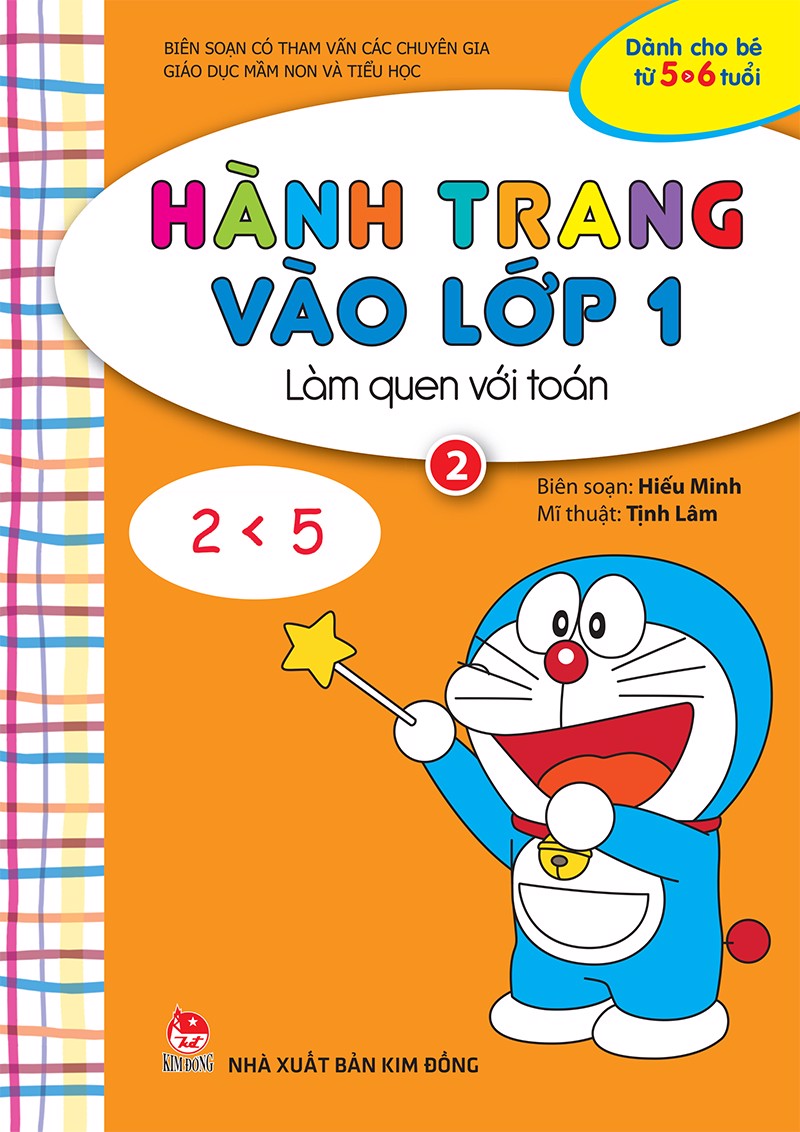 BIÊN SOẠN CÓ THAM VẤN CÁC CHUYÊN GIA
GIÁO DỤC MẦM NON VÀ TIỂU HỌC
Dành cho bé
từ 5 > 6 tuổi
HÀNH TRANG
VÀO LỚP 1
Làm quen với toán
2
Biên soạn: Hiếu Minh
Mĩ thuật: Tịnh Lâm
2 < 5
KIM ĐỒNG
NHÀ XUẤT BẢN KIM ĐỒNG